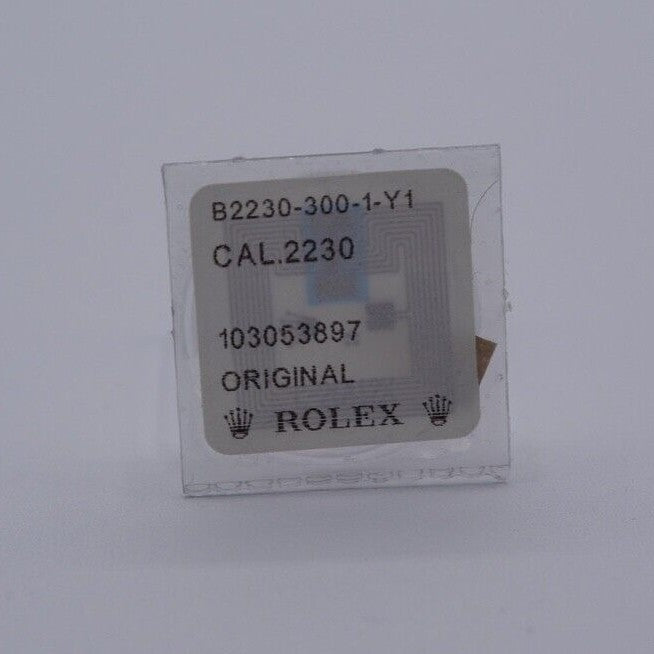 B2230-300-1-Y1
CAL.2230
103053897
ORIGINAL
ROLEX